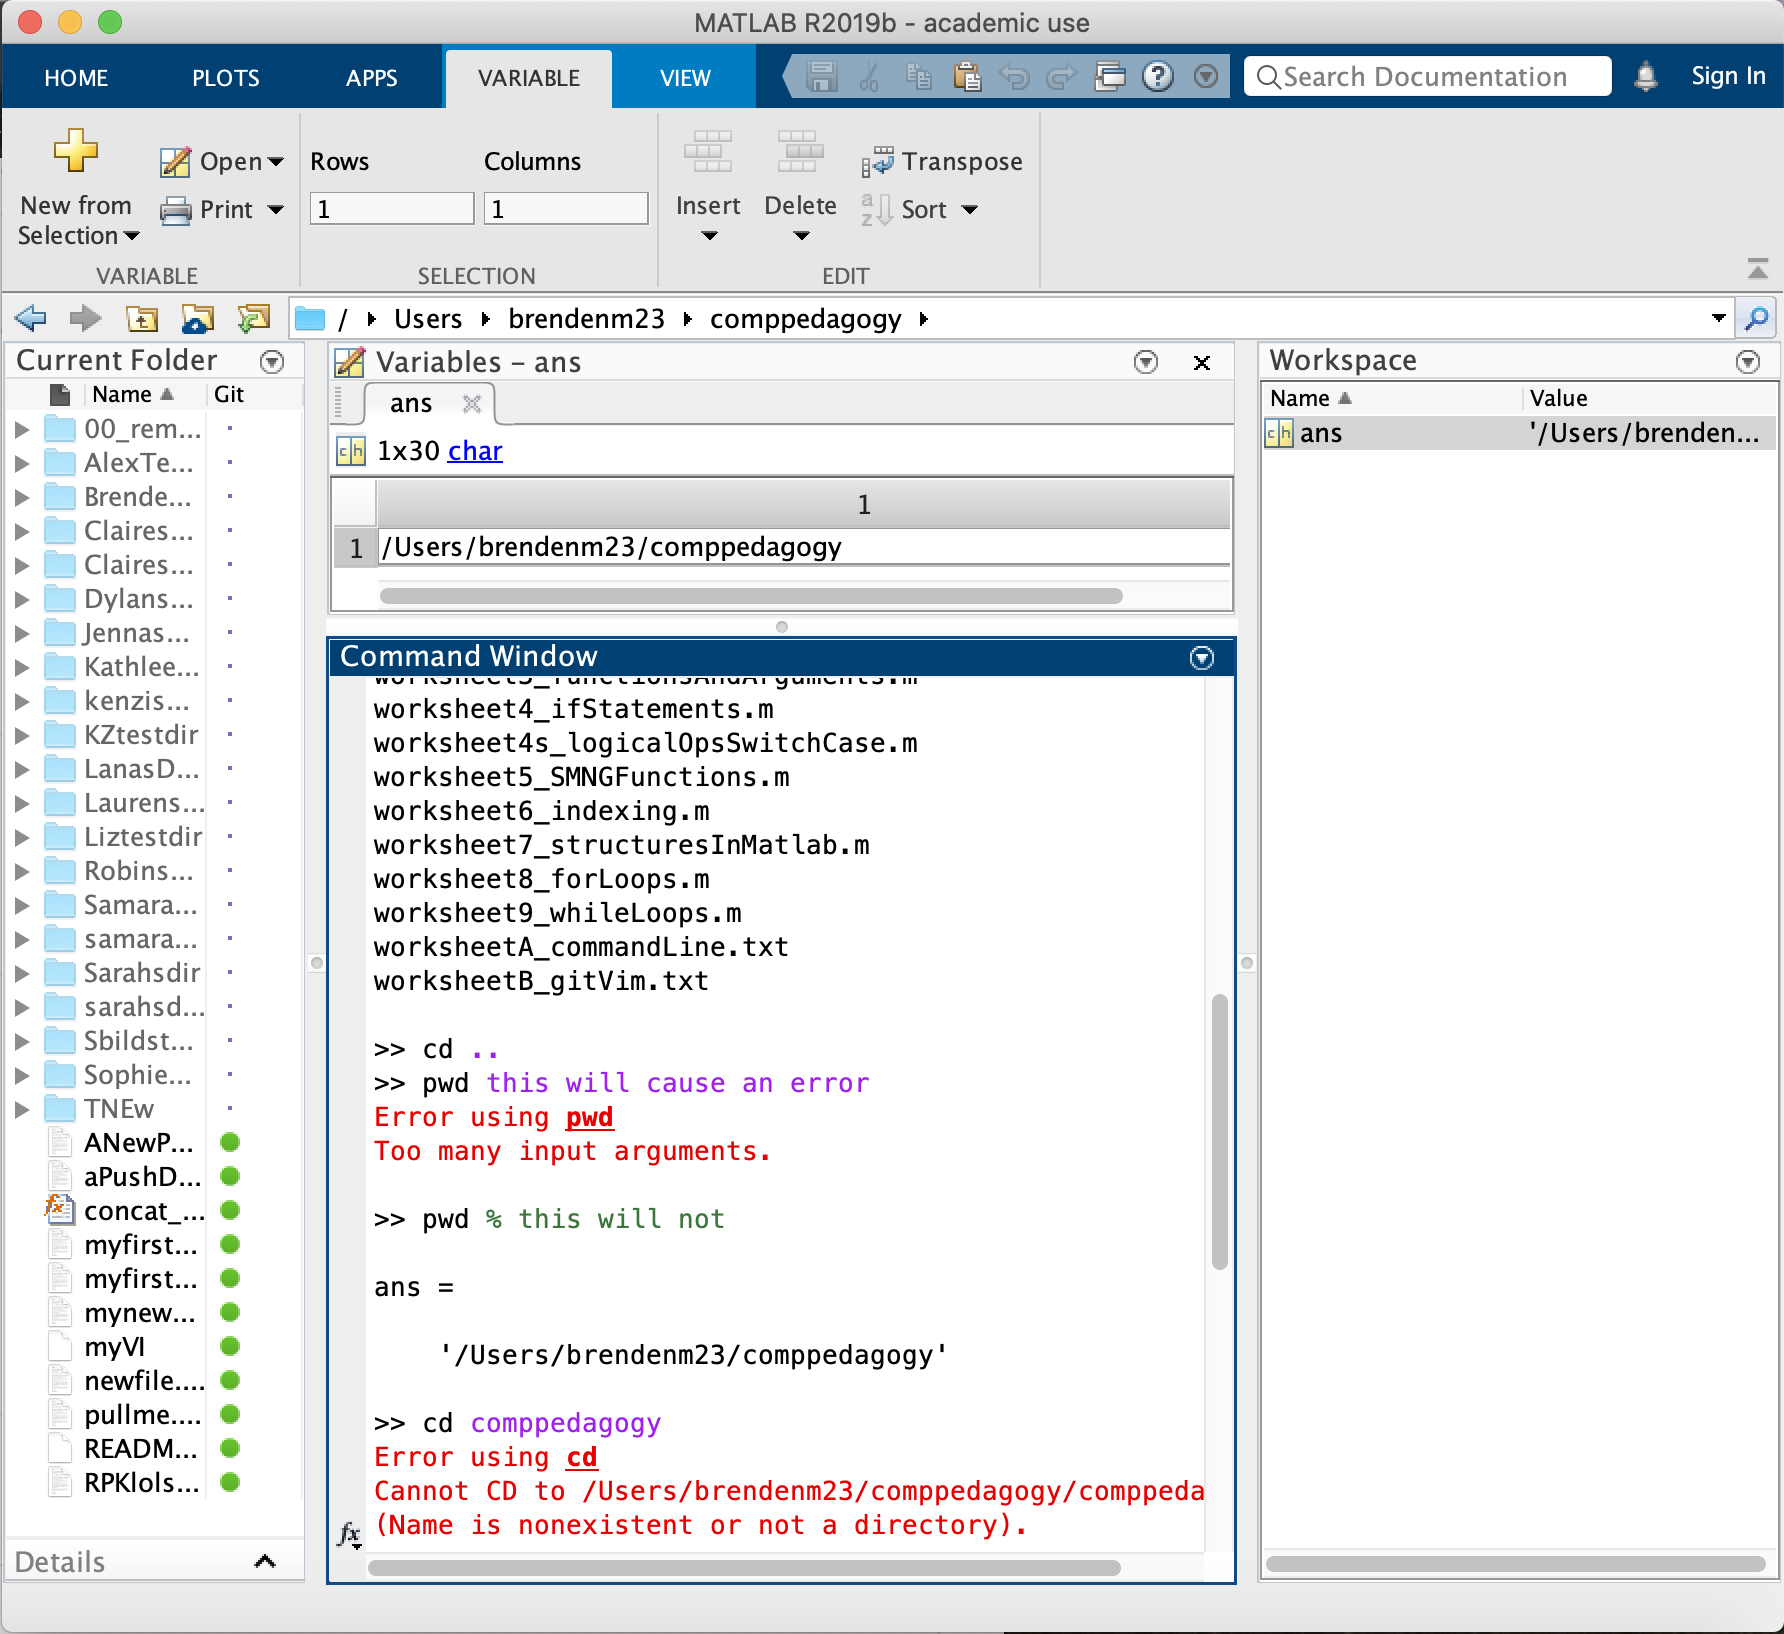 MATLAB R2019b - academic use
HOME PLOTS APPS VARIABLE VIEW Search Documentation Sign In
New from Selection
Open
Print
VARIABLE
Rows Columns
1 1
SELECTION
Insert Delete
Transpose
Sort
EDIT
/ Users brendenm23 comppedagogy
Current Folder
Name Git
00_rem...
AlexTe...
Brende...
Claires...
Claires...
Dylans...
Jennas...
Kathlee...
kenzis...
KZtestdir
LanasD...
Laurens...
Liztestdir
Robins...
Samara...
samara...
Sarahsdir
sarahsd...
Sbildst...
Sophie...
TNEw
ANewP...
aPushD...
concat_...
myfirst...
myfirst...
mynew...
myVI
newfile....
pullme....
READM...
RPKlols...
Details
Variables - ans
ans
1x30 char
1
1 /Users/brendenm23/comppedagogy
Command Window
worksheet3_functionsAndArguments.m
worksheet4_ifStatements.m
worksheet4s_logicalOpsSwitchCase.m
worksheet5_SMNGFunctions.m
worksheet6_indexing.m
worksheet7_structuresInMatlab.m
worksheet8_forLoops.m
worksheet9_whileLoops.m
worksheetA_commandLine.txt
worksheetB_gitVim.txt
>> cd ..
>> pwd this will cause an error
Error using pwd
Too many input arguments.
>> pwd % this will not
ans =
'/Users/brendenm23/comppedagogy'
>> cd comppedagogy
Error using cd
Cannot CD to /Users/brendenm23/comppedagogy/comppeda
(Name is nonexistent or not a directory).
fx
Workspace
Name Value
ans '/Users/brenden...